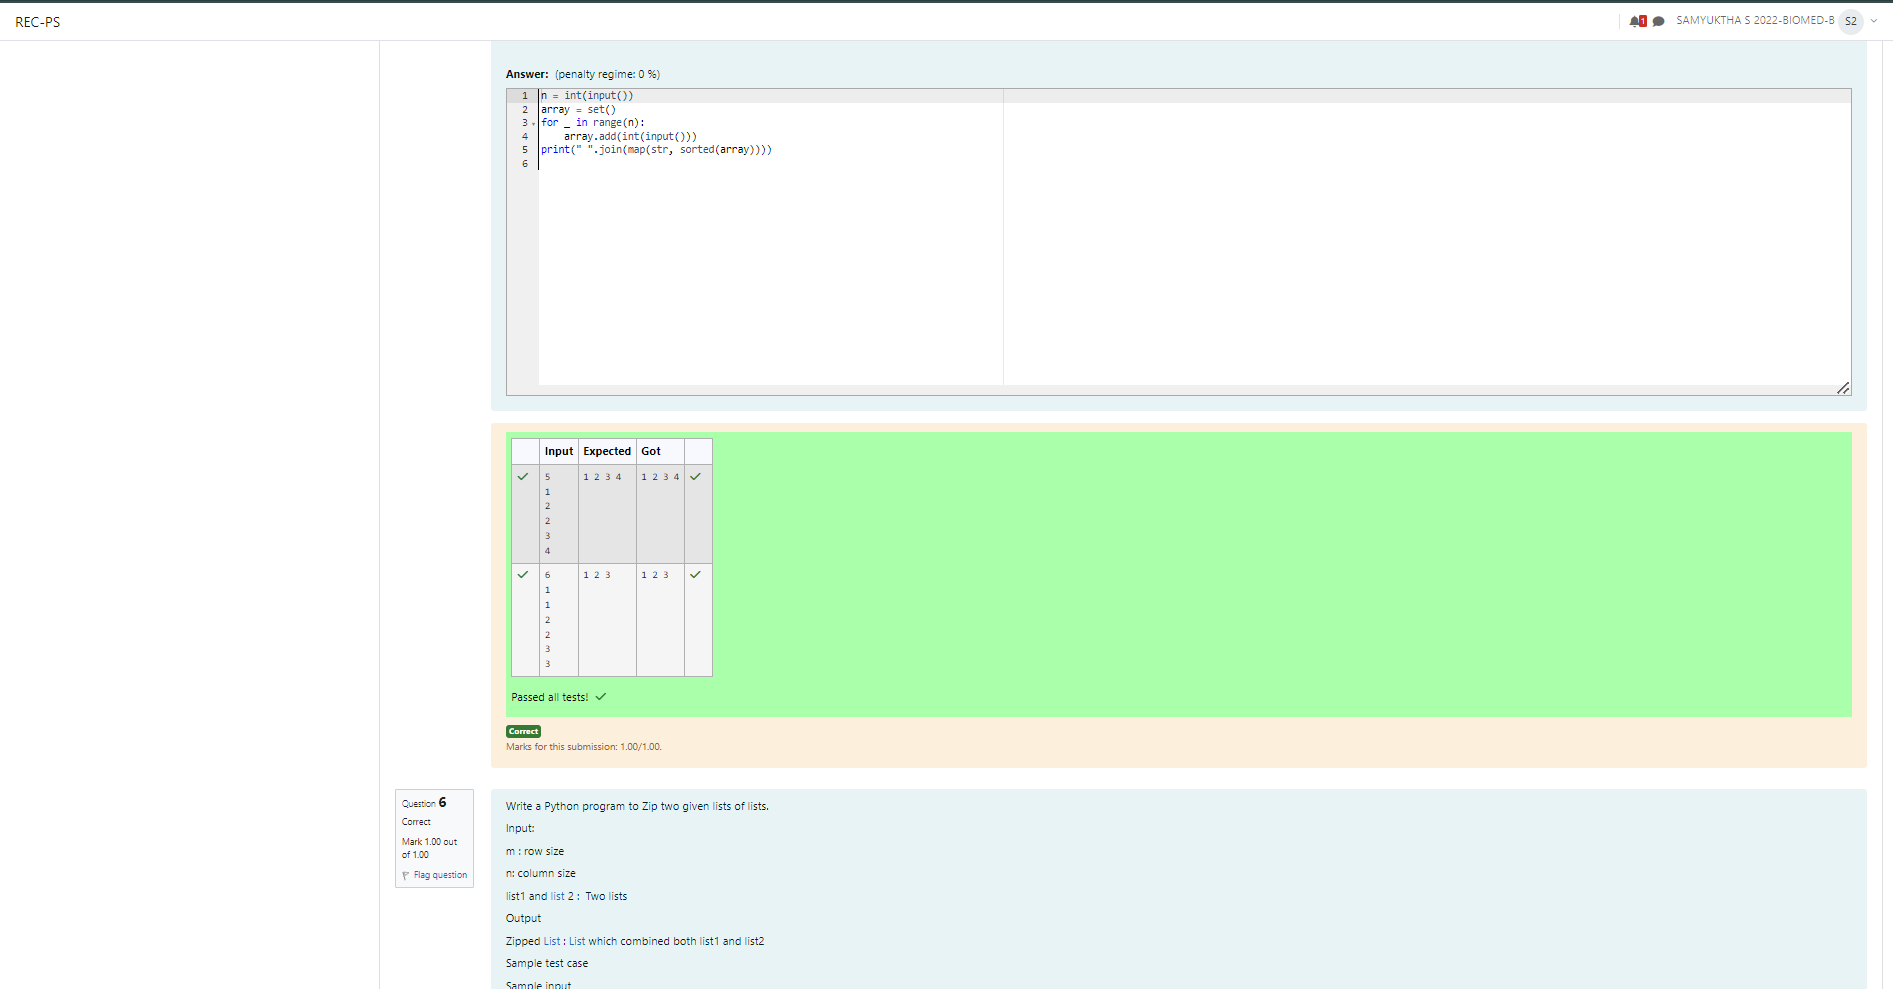 REC-PS
1
SAMYUKTHA S 2022-BIOMED-B
S2
Answer: (penalty regime: 0 %)
1 n = int(input())
2 array = set()
3 for _ in range(n):
4     array.add(int(input()))
5 print(" ".join(map(str, sorted(array))))
6
Input Expected Got
5 1 2 3 4 1 2 3 4
1
2
2
3
4
6 1 2 3 1 2 3
1
1
2
2
3
3
Passed all tests!
Correct
Marks for this submission: 1.00/1.00.
Question 6
Correct
Mark 1.00 out
of 1.00
Flag question
Write a Python program to Zip two given lists of lists.
Input:
m : row size
n: column size
list1 and list 2 :  Two lists
Output
Zipped List : List which combined both list1 and list2
Sample test case
Sample input